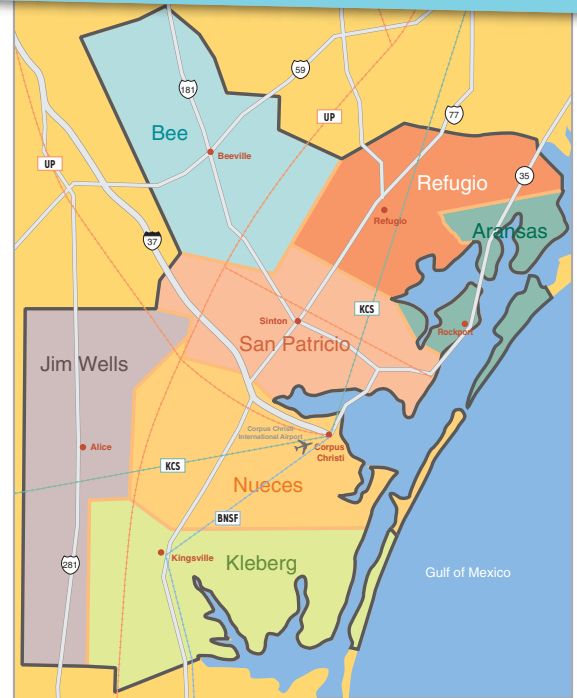 59
181
UP
77
Bee
Beeville
UP
35
Refugio
Refugio
Aransas
37
KCS
Sinton
Rockport
San Patricio
Jim Wells
Corpus Christi
International Airport
Alice
Corpus
Christi
KCS
Nueces
BNSF
Kingsville
Kleberg
281
Gulf of Mexico